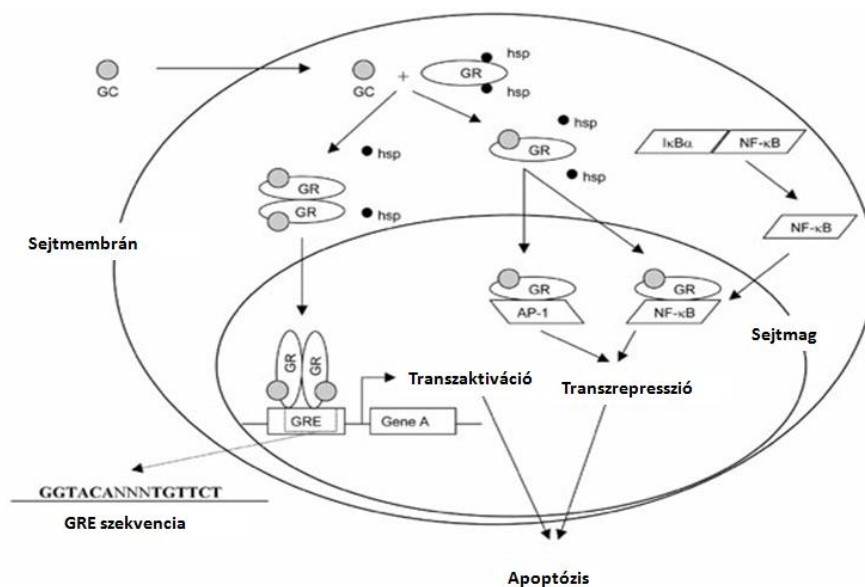 hsp
GC
GC
+
GR
hsp
hsp
GR
IκBα
NF-κB
hsp
hsp
GR
GR
hsp
Sejtmembrán
NF-κB
GR
AP-1
GR
NF-κB
Sejtmag
GR
GR
Transzaktiváció
Transzrepresszió
GRE
Gene A
GGTACANNNTGTTCT
GRE szekvencia
Apoptózis